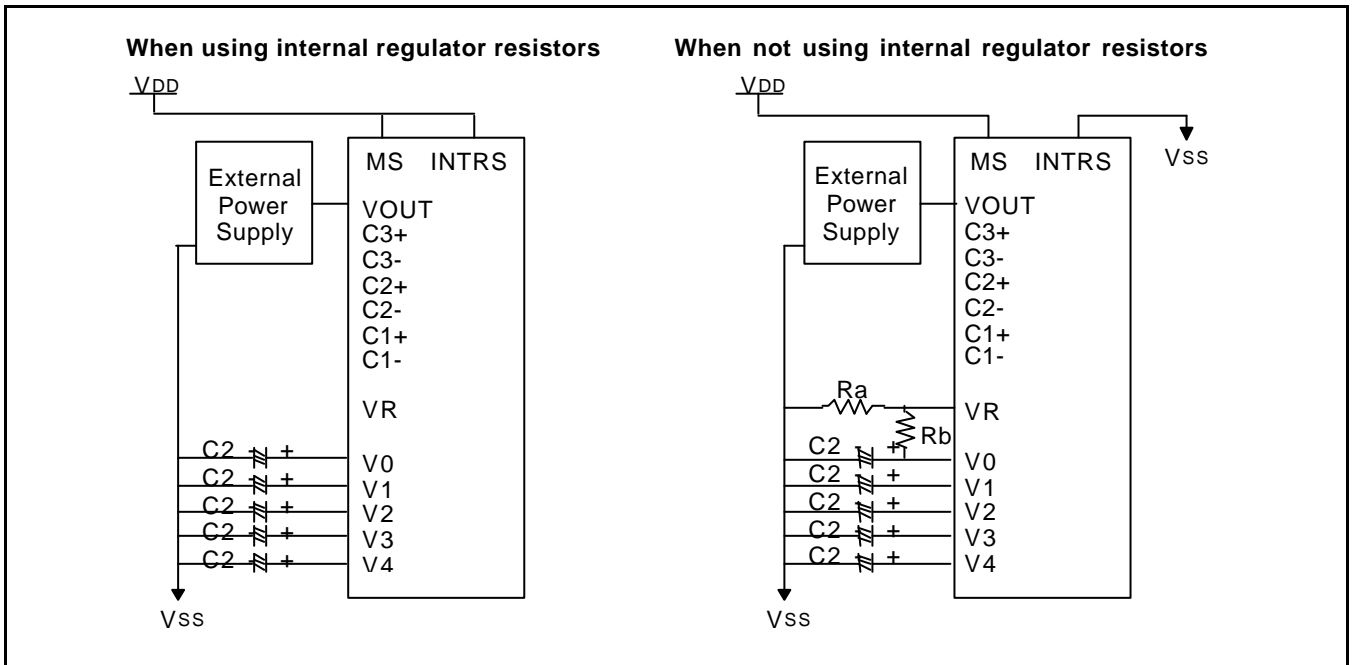 When using internal regulator resistors
VDD
External
Power
Supply
MS INTRS
VOUT
C3+
C3-
C2+
C2-
C1+
C1-
VR
C2 - + V0
C2 - + V1
C2 - + V2
C2 - + V3
C2 - + V4
VSS
When not using internal regulator resistors
VDD
VSS
External
Power
Supply
MS INTRS
VOUT
C3+
C3-
C2+
C2-
C1+
C1-
Ra
VR
Rb
C2 - + V0
C2 - + V1
C2 - + V2
C2 - + V3
C2 - + V4
VSS